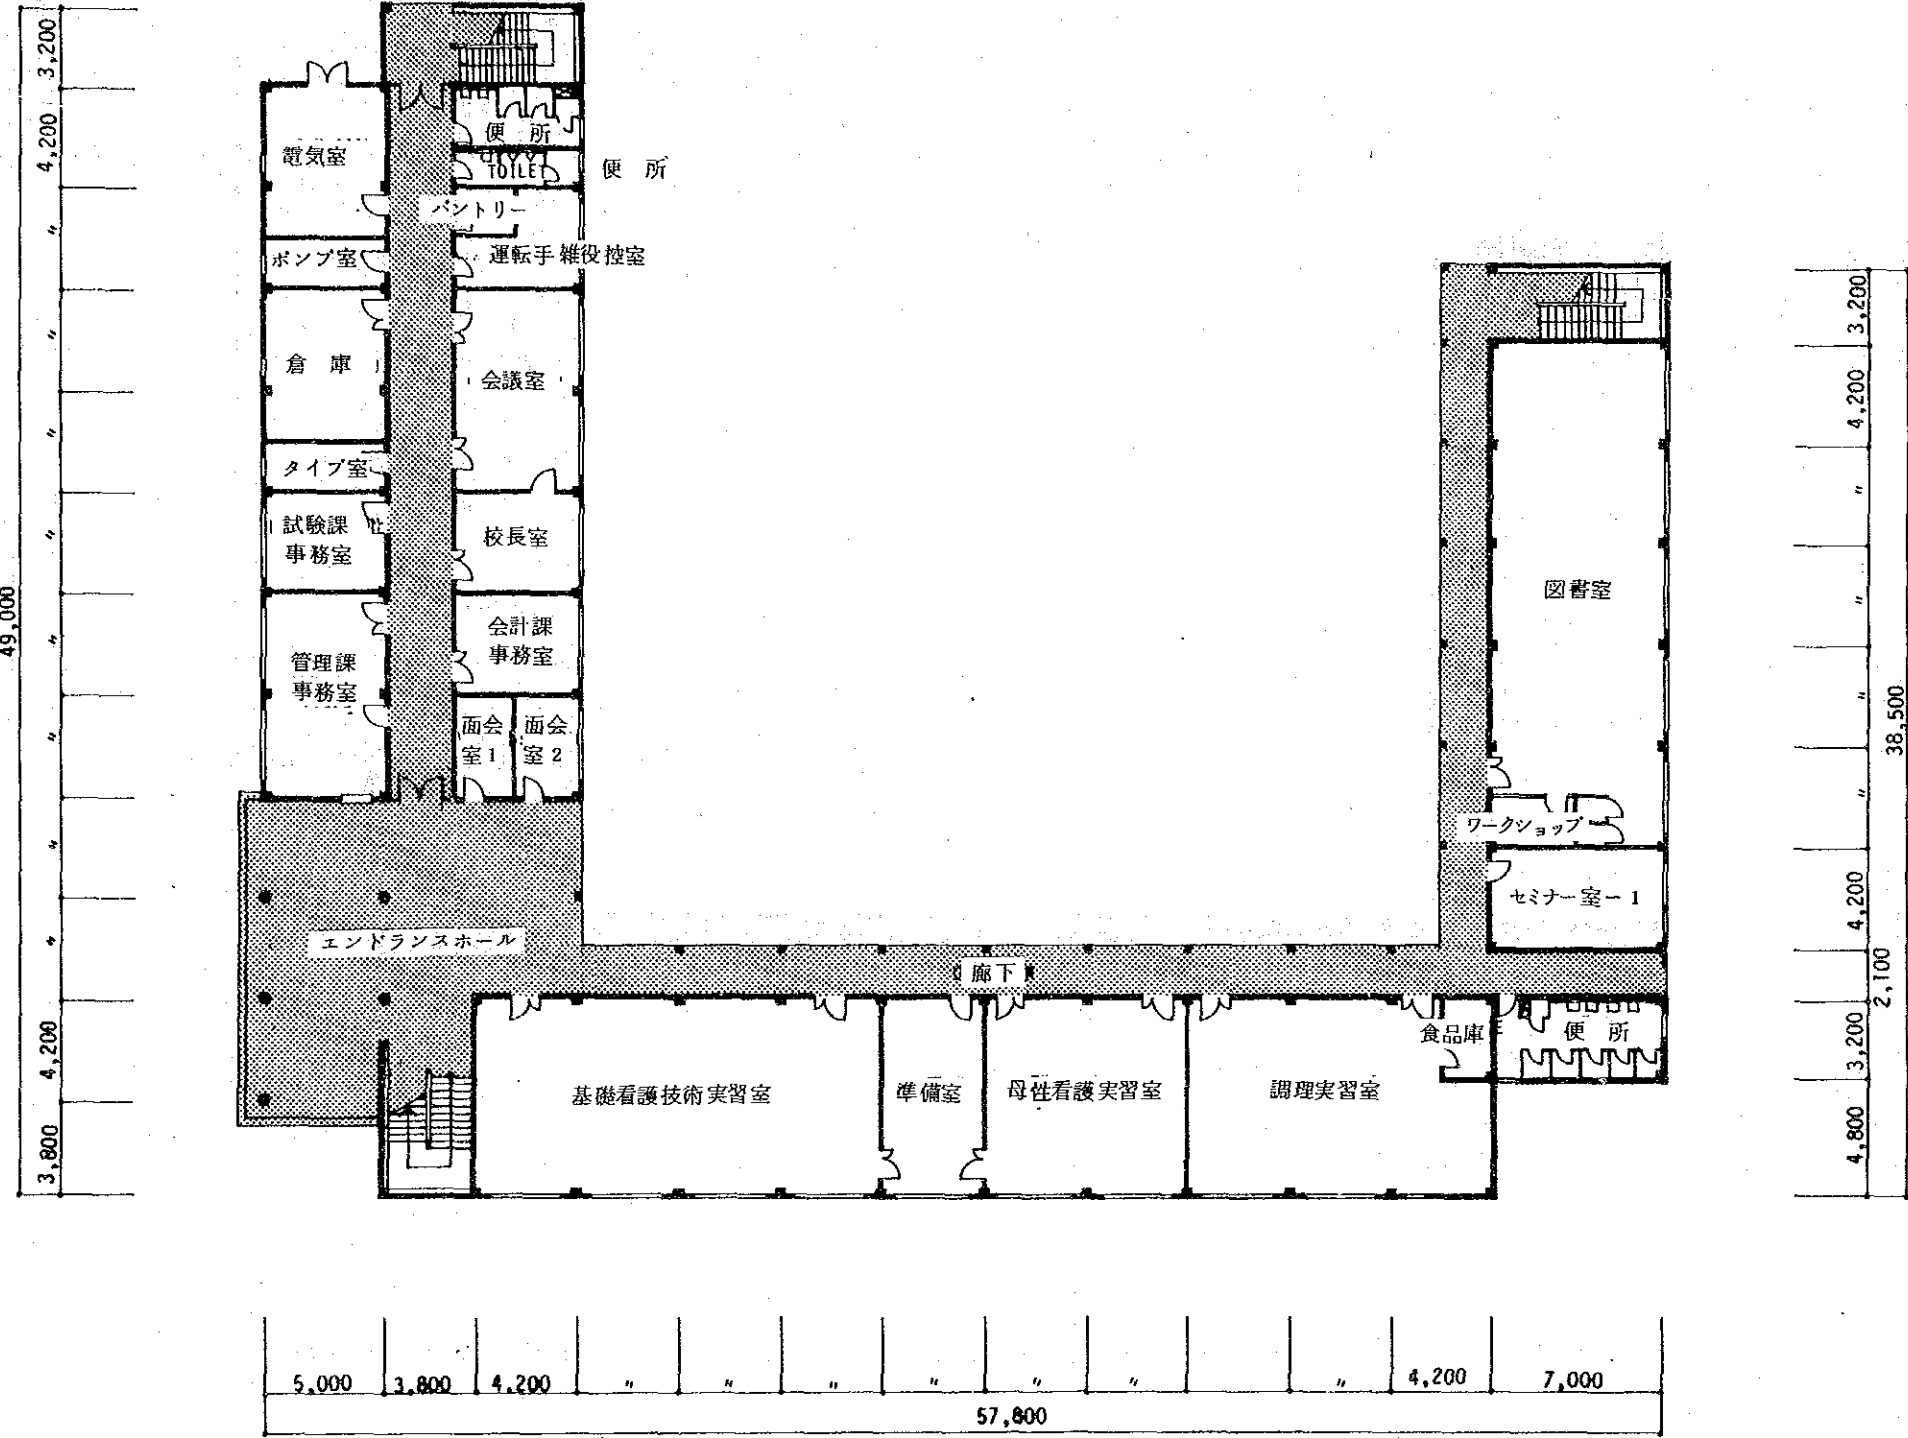 3,200
4,200
〃
〃
〃
〃
〃
〃
〃
〃
4,200
3,800
49,000
電気室
便 所
TOILET
便 所
パントリー
ポンプ室
運転手雑役控室
倉 庫
会議室
タイプ室
試験課
事務室
校長室
管理課
事務室
会計課
事務室
面会
室1
面会
室2
エンドランスホール
廊下
図書室
ワークショップ
セミナー室-1
基礎看護技術実習室
準備室
母性看護実習室
調理実習室
食品庫
便 所
3,200
4,200
〃
〃
〃
〃
4,200
2,100
3,200
4,800
38,500
5,000
3,800
4,200
〃
〃
〃
〃
〃
〃
〃
4,200
7,000
57,800